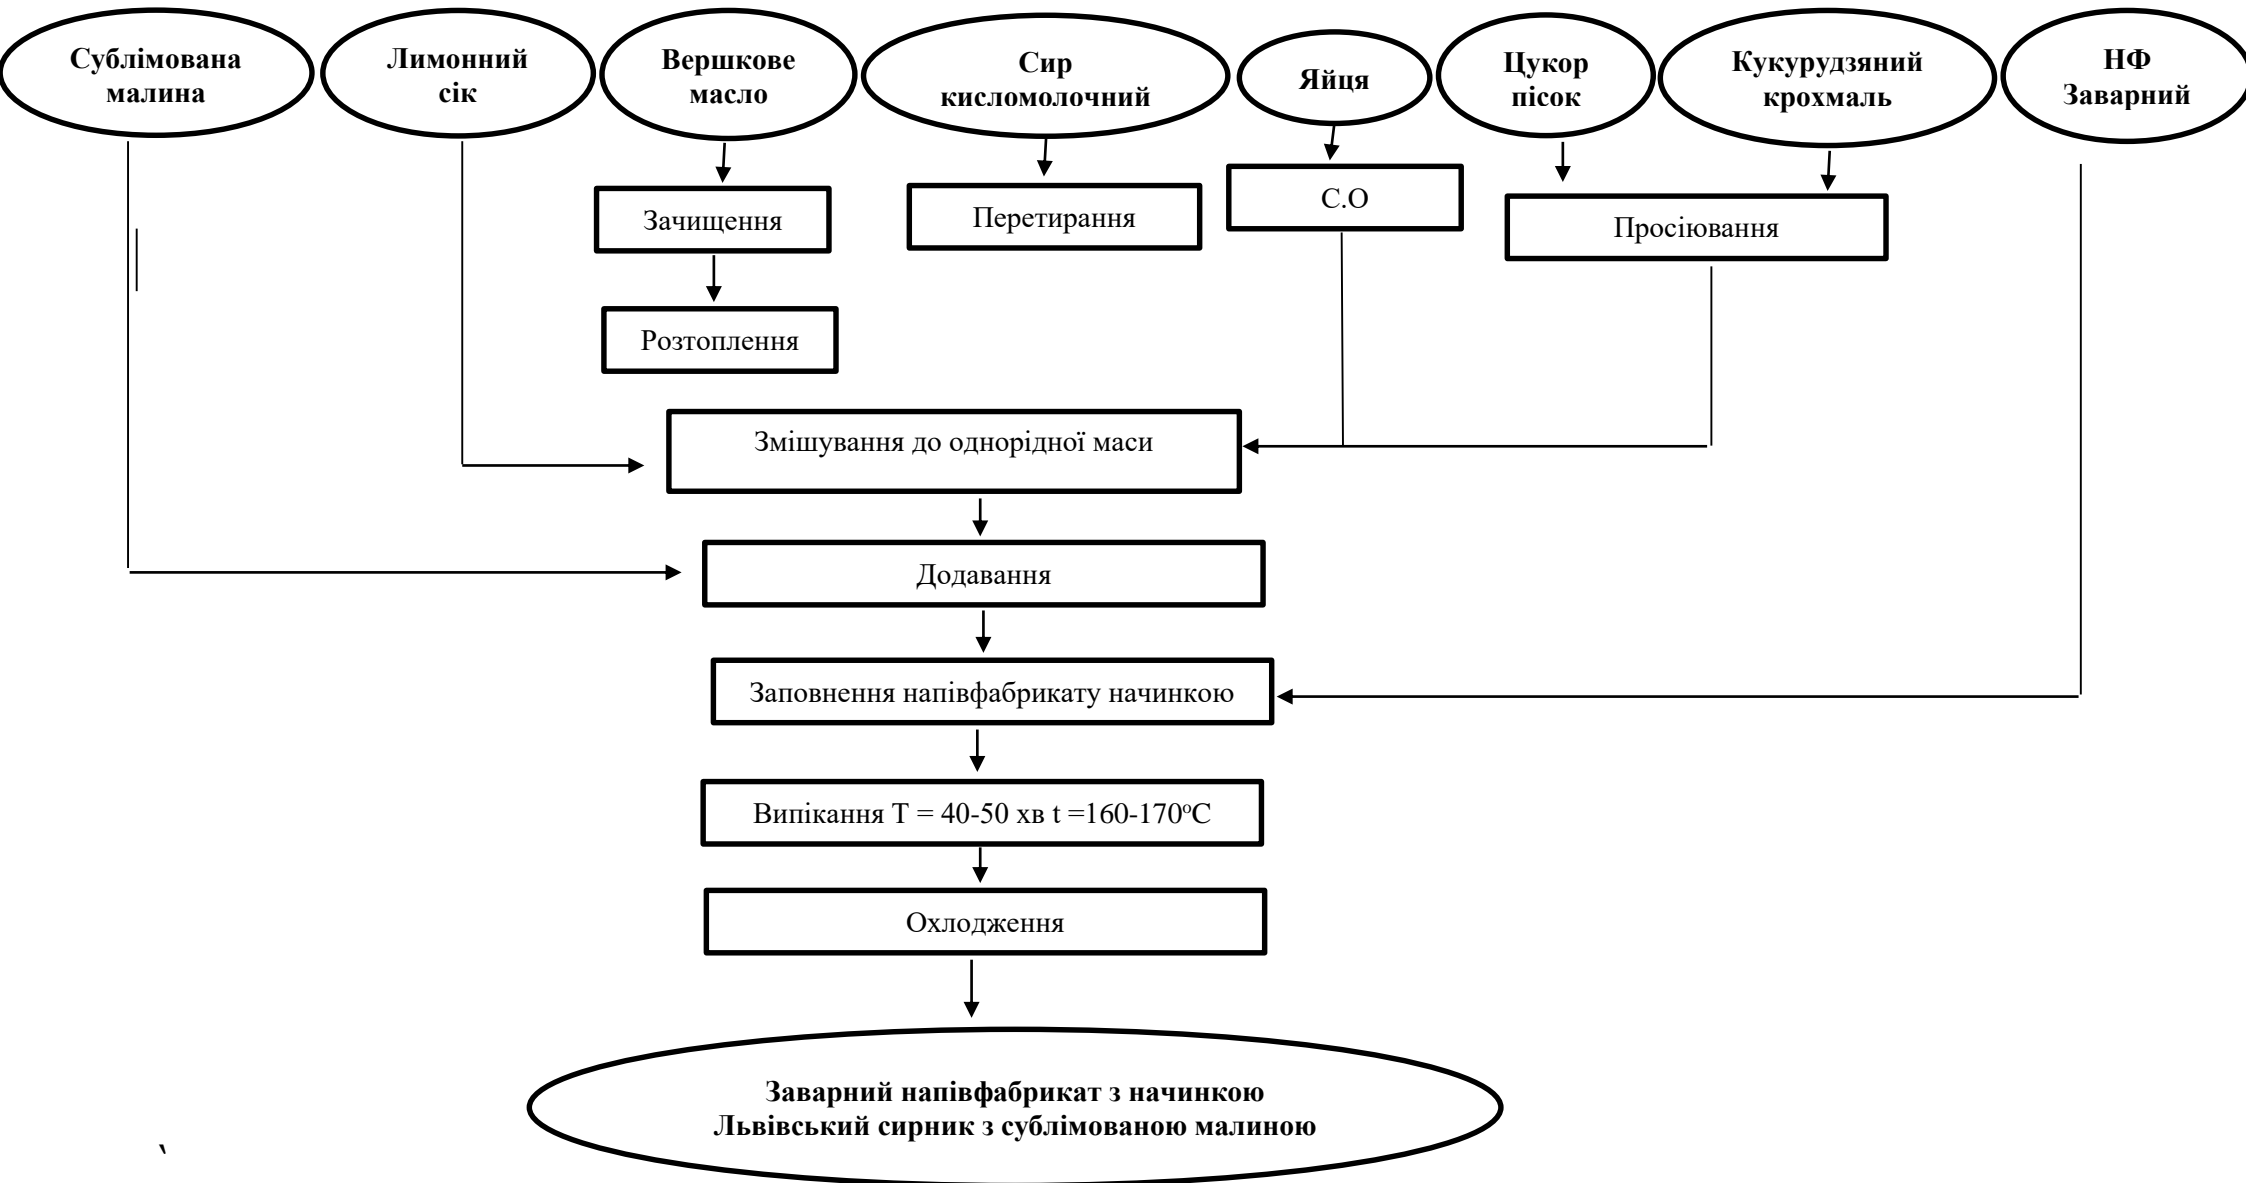 Сублімована
малина
Лимонний
сік
Вершкове
масло
Сир
кисломолочний
Яйця
Цукор
пісок
Кукурудзяний
крохмаль
НФ
Заварний
Зачищення
Перетирання
С.О
Просіювання
Розтоплення
Змішування до однорідної маси
Додавання
Заповнення напівфабрикату начинкою
Випікання Т = 40-50 хв t =160-170ºС
Охлодження
Заварний напівфабрикат з начинкою
Львівський сирник з сублімованою малиною